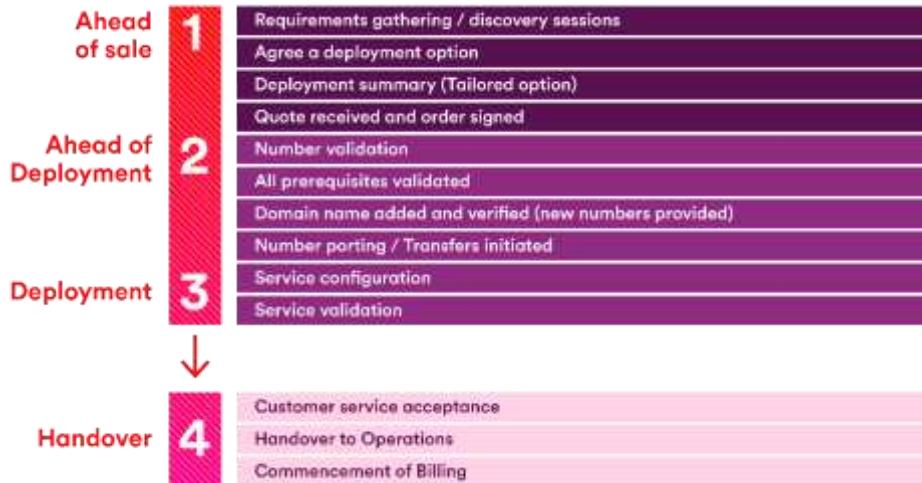 Ahead
of sale
1
Requirements gathering / discovery sessions
Agree a deployment option
Deployment summary (Tailored option)
Quote received and order signed
Ahead of
Deployment
2
Number validation
All prerequisites validated
Domain name added and verified (new numbers provided)
Number porting / Transfers initiated
Deployment
3
Service configuration
Service validation
Handover
4
Customer service acceptance
Handover to Operations
Commencement of Billing